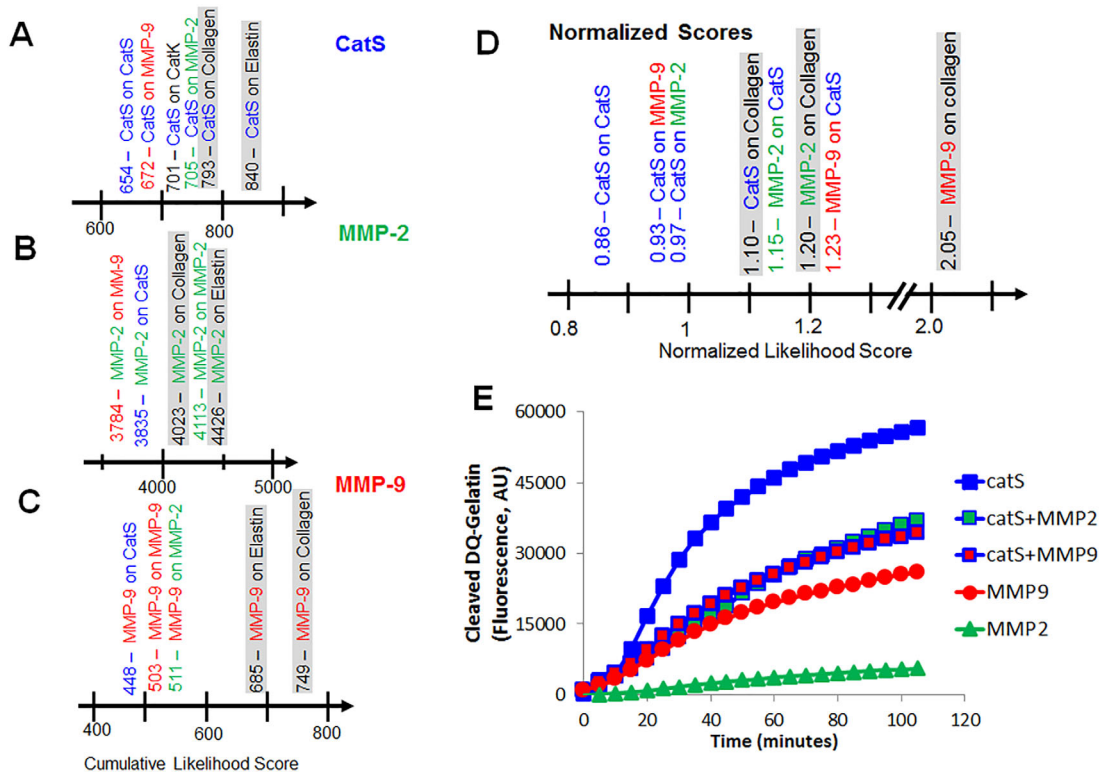 A
CatS
654 – CatS on CatS
672 – CatS on MMP-9
701 – CatS on CatK
705 – CatS on MMP-2
793 – CatS on Collagen
840 – CatS on Elastin
600
800
B
MMP-2
3784 – MMP-2 on MM-9
3835 – MMP-2 on CatS
4023 – MMP-2 on Collagen
4113 – MMP-2 on MMP-2
4426 – MMP-2 on Elastin
4000
5000
C
MMP-9
448 – MMP-9 on CatS
503 – MMP-9 on MMP-9
511 – MMP-9 on MMP-2
685 – MMP-9 on Elastin
749 – MMP-9 on Collagen
400
600
800
Cumulative Likelihood Score
D
Normalized Scores
0.86 – CatS on CatS
0.93 – CatS on MMP-9
0.97 – CatS on MMP-2
1.10 – CatS on Collagen
1.15 – MMP-2 on CatS
1.20 – MMP-2 on collagen
1.23 – MMP-9 on CatS
2.05 – MMP-9 on collagen
0.8
1
1.2
2.0
Normalized Likelihood Score
E
Cleaved DQ-Gelatin
(Fluorescence, AU)
60000
45000
30000
15000
0
0
20
40
60
80
100
120
Time (minutes)
catS
catS+MMP2
catS+MMP9
MMP9
MMP2